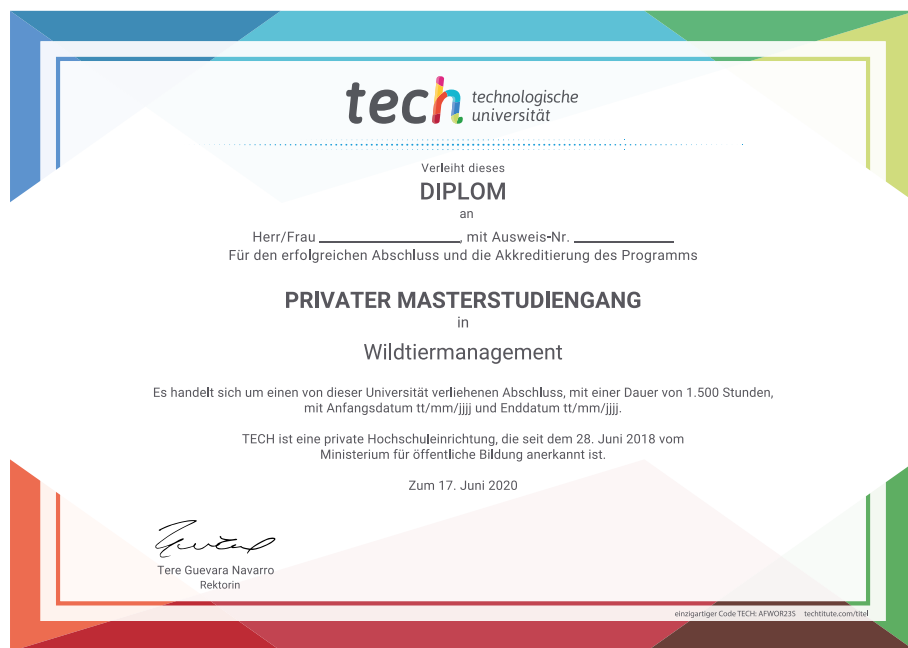 tech technologische
universität
Verleiht dieses
DIPLOM
an
Herr/Frau ____________________, mit Ausweis-Nr. ______________
Für den erfolgreichen Abschluss und die Akkreditierung des Programms
PRIVATER MASTERSTUDIENGANG
in
Wildtiermanagement
Es handelt sich um einen von dieser Universität verliehenen Abschluss, mit einer Dauer von 1.500 Stunden,
mit Anfangsdatum tt/mm/jjjj und Enddatum tt/mm/jjjj.
TECH ist eine private Hochschuleinrichtung, die seit dem 28. Juni 2018 vom
Ministerium für öffentliche Bildung anerkannt ist.
Zum 17. Juni 2020
Tere Guevara Navarro
Rektorin
einzigartiger Code TECH: AFWOR23S techtitute.com/titel